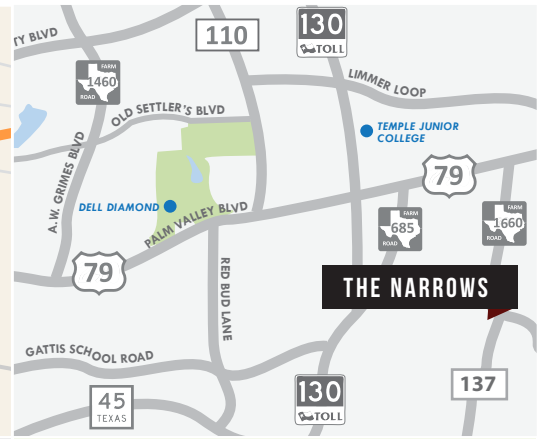 TY BLVD
110
130
TOLL
FARM
1460
ROAD
LIMMER LOOP
OLD SETTLER'S BLVD
TEMPLE JUNIOR
COLLEGE
A.W. GRIMES BLVD
79
DELL DIAMOND
PALM VALLEY BLVD
FARM
685
ROAD
FARM
1660
ROAD
79
RED BUD LANE
THE NARROWS
GATTIS SCHOOL ROAD
45
TEXAS
130
TOLL
137